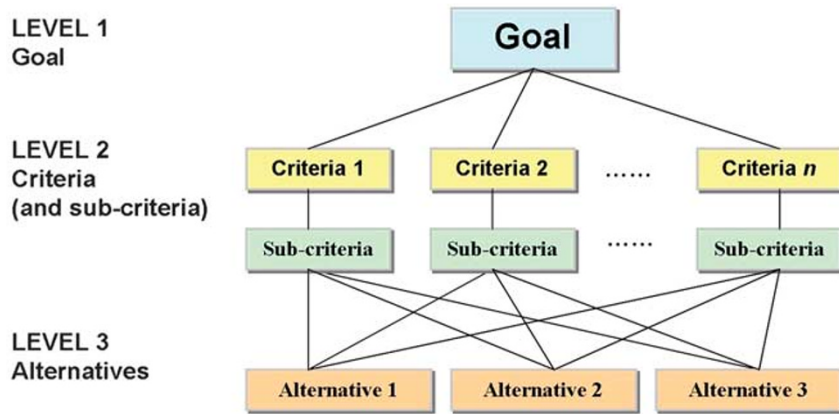 LEVEL 1
Goal
Goal
LEVEL 2
Criteria
(and sub-criteria)
Criteria 1
Criteria 2
......
Criteria n
Sub-criteria
Sub-criteria
......
Sub-criteria
LEVEL 3
Alternatives
Alternative 1
Alternative 2
Alternative 3